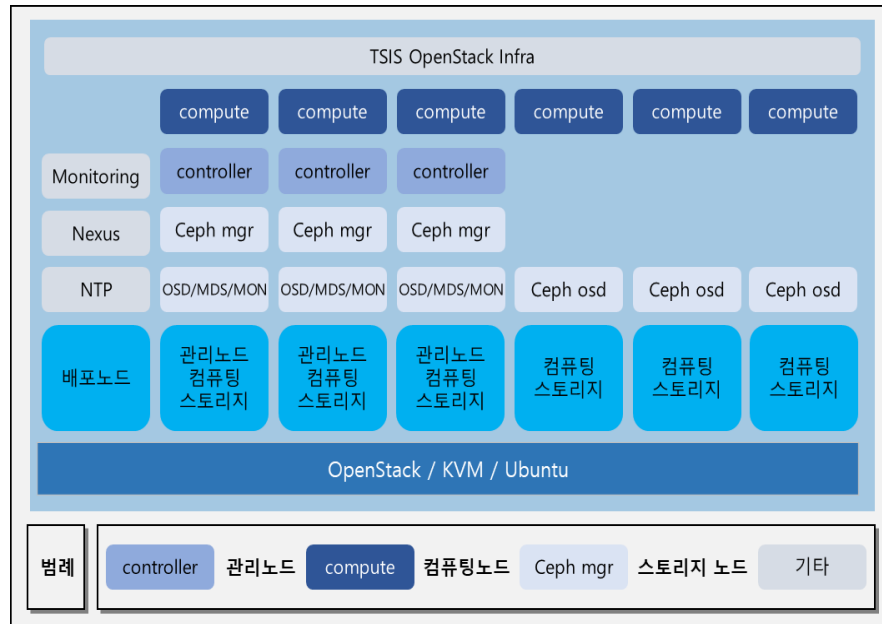 TSIS OpenStack Infra
compute compute compute compute compute compute
Monitoring controller controller controller
Nexus Ceph mgr Ceph mgr Ceph mgr
NTP OSD/MDS/MON OSD/MDS/MON OSD/MDS/MON Ceph osd Ceph osd Ceph osd
배포노드
관리노드
컴퓨팅
스토리지
관리노드
컴퓨팅
스토리지
관리노드
컴퓨팅
스토리지
컴퓨팅
스토리지
컴퓨팅
스토리지
컴퓨팅
스토리지
OpenStack / KVM / Ubuntu
범례 controller 관리노드 compute 컴퓨팅노드 Ceph mgr 스토리지 노드 기타